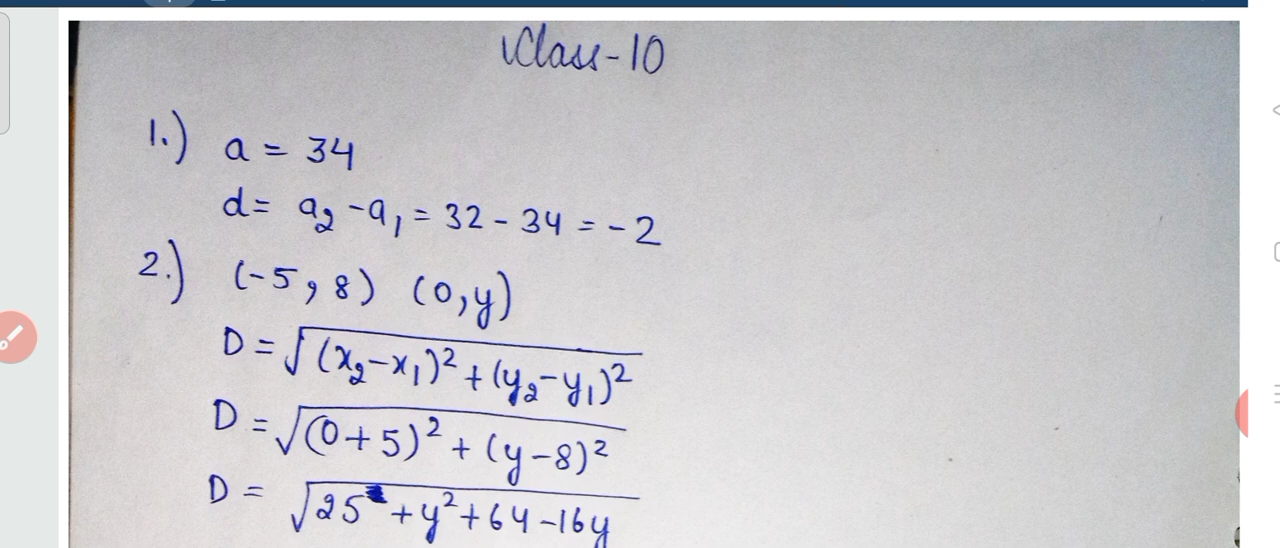 Class-10
1.) a = 34
d = a₂ - a₁ = 32 - 34 = -2
2.) (-5, 8) (0, y)
D = √(x₂-x₁)² + (y₂-y₁)²
D = √(0+5)² + (y-8)²
D = √25 + y² + 64 - 16y